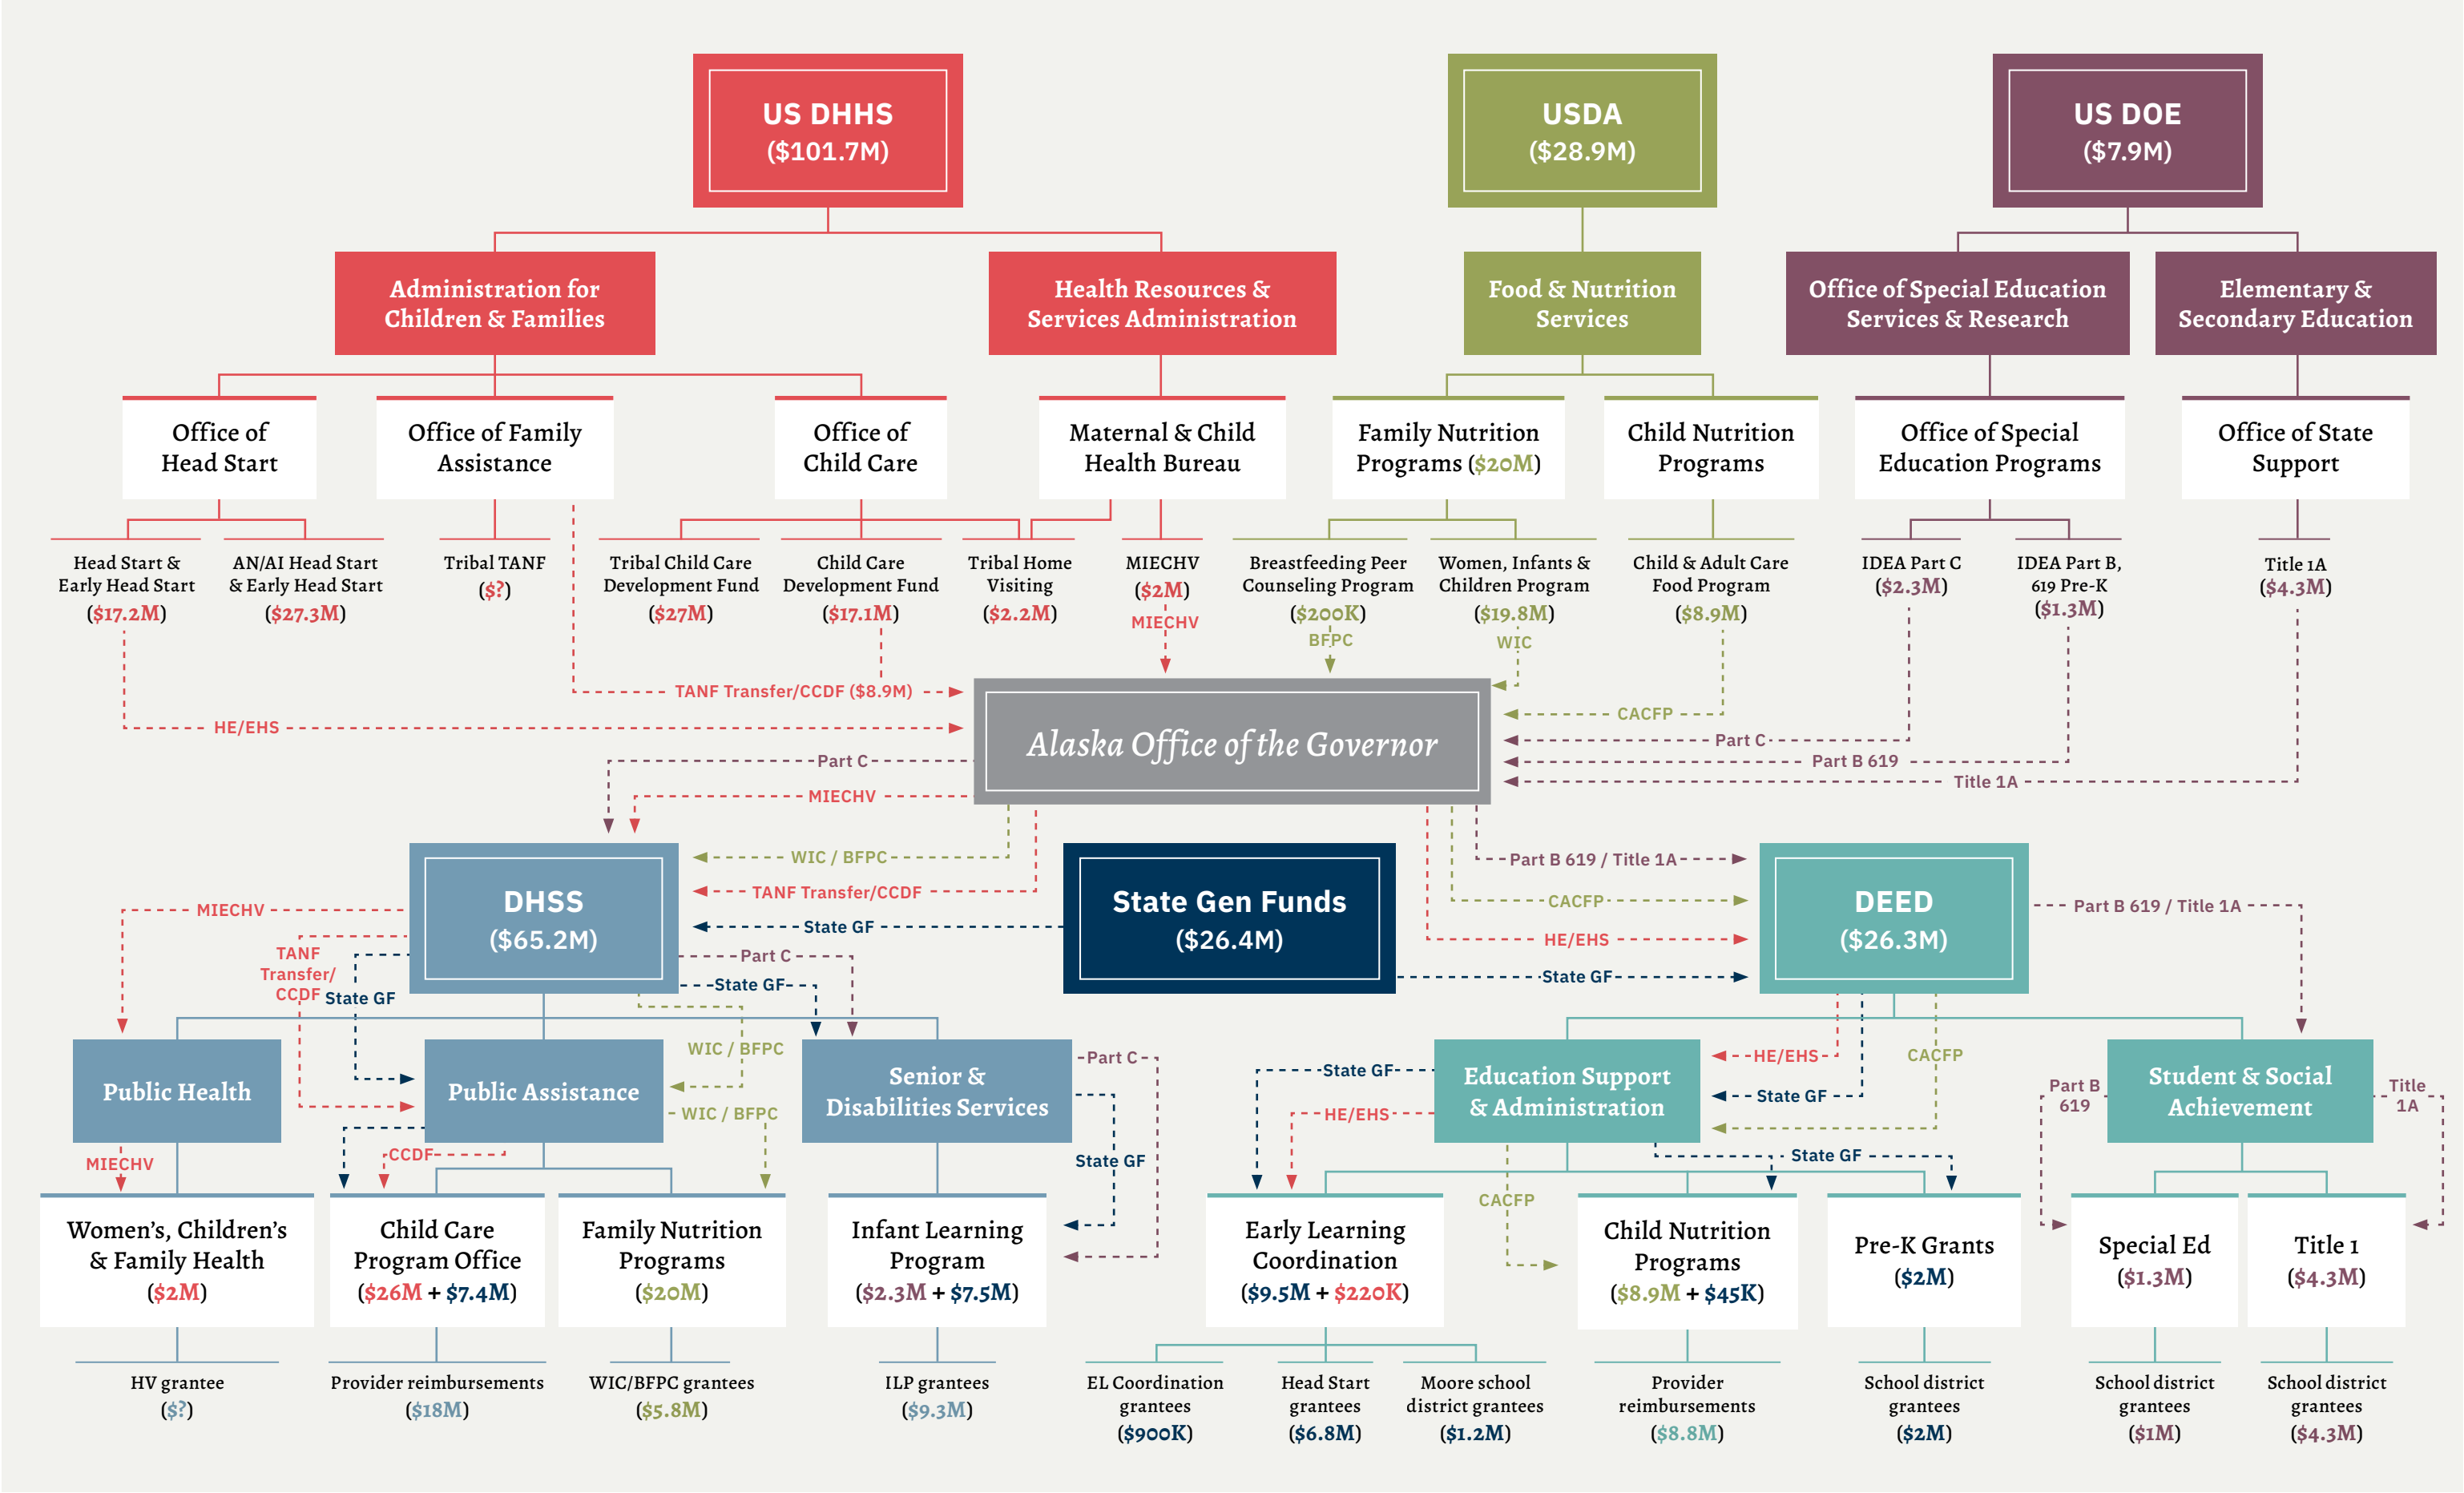 US DHHS
($101.7M)
USDA
($28.9M)
US DOE
($7.9M)
Administration for
Children & Families
Health Resources &
Services Administration
Food & Nutrition
Services
Office of Special Education
Services & Research
Elementary &
Secondary Education
Office of
Head Start
Office of Family
Assistance
Office of
Child Care
Maternal & Child
Health Bureau
Family Nutrition
Programs ($20M)
Child Nutrition
Programs
Office of Special
Education Programs
Office of State
Support
Head Start &
Early Head Start
($17.2M)
AN/AI Head Start
& Early Head Start
($27.3M)
Tribal TANF
($?)
Tribal Child Care
Development Fund
($27M)
Child Care
Development Fund
($17.1M)
Tribal Home
Visiting
($2.2M)
MIECHV
($2M)
MIECHV
Breastfeeding Peer
Counseling Program
($200K)
BFPC
Women, Infants &
Children Program
($19.8M)
WIC
Child & Adult Care
Food Program
($8.9M)
IDEA Part C
($2.3M)
IDEA Part B,
619 Pre-K
($1.3M)
Title 1A
($4.3M)
TANF Transfer/CCDF ($8.9M)
HE/EHS
CACFP
Part C
Part B 619
Title 1A
Alaska Office of the Governor
Part C
MIECHV
WIC / BFPC
TANF Transfer/CCDF
State GF
Part B 619 / Title 1A
CACFP
HE/EHS
State GF
DHSS
($65.2M)
State Gen Funds
($26.4M)
DEED
($26.3M)
MIECHV
TANF
Transfer/
CCDF
State GF
Part C
State GF
WIC / BFPC
Part B 619 / Title 1A
HE/EHS
State GF
CACFP
Public Health
Public Assistance
Senior &
Disabilities Services
Education Support
& Administration
Student & Social
Achievement
MIECHV
CCDF
WIC / BFPC
Part C
State GF
State GF
HE/EHS
CACFP
State GF
Part B
619
Title
1A
Women's, Children's
& Family Health
($2M)
Child Care
Program Office
($26M + $7.4M)
Family Nutrition
Programs
($20M)
Infant Learning
Program
($2.3M + $7.5M)
Early Learning
Coordination
($9.5M + $220K)
Child Nutrition
Programs
($8.9M + $45K)
Pre-K Grants
($2M)
Special Ed
($1.3M)
Title 1
($4.3M)
HV grantee
($?)
Provider reimbursements
($18M)
WIC/BFPC grantees
($5.8M)
ILP grantees
($9.3M)
EL Coordination
grantees
($900K)
Head Start
grantees
($6.8M)
Moore school
district grantees
($1.2M)
Provider
reimbursements
($8.8M)
School district
grantees
($2M)
School district
grantees
($1M)
School district
grantees
($4.3M)